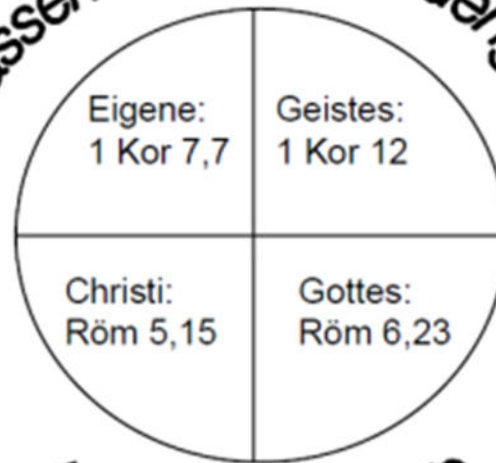 Eigene:
1 Kor 7,7
Geistes:
1 Kor 12
Christi:
Röm 5,15
Gottes:
Röm 6,23